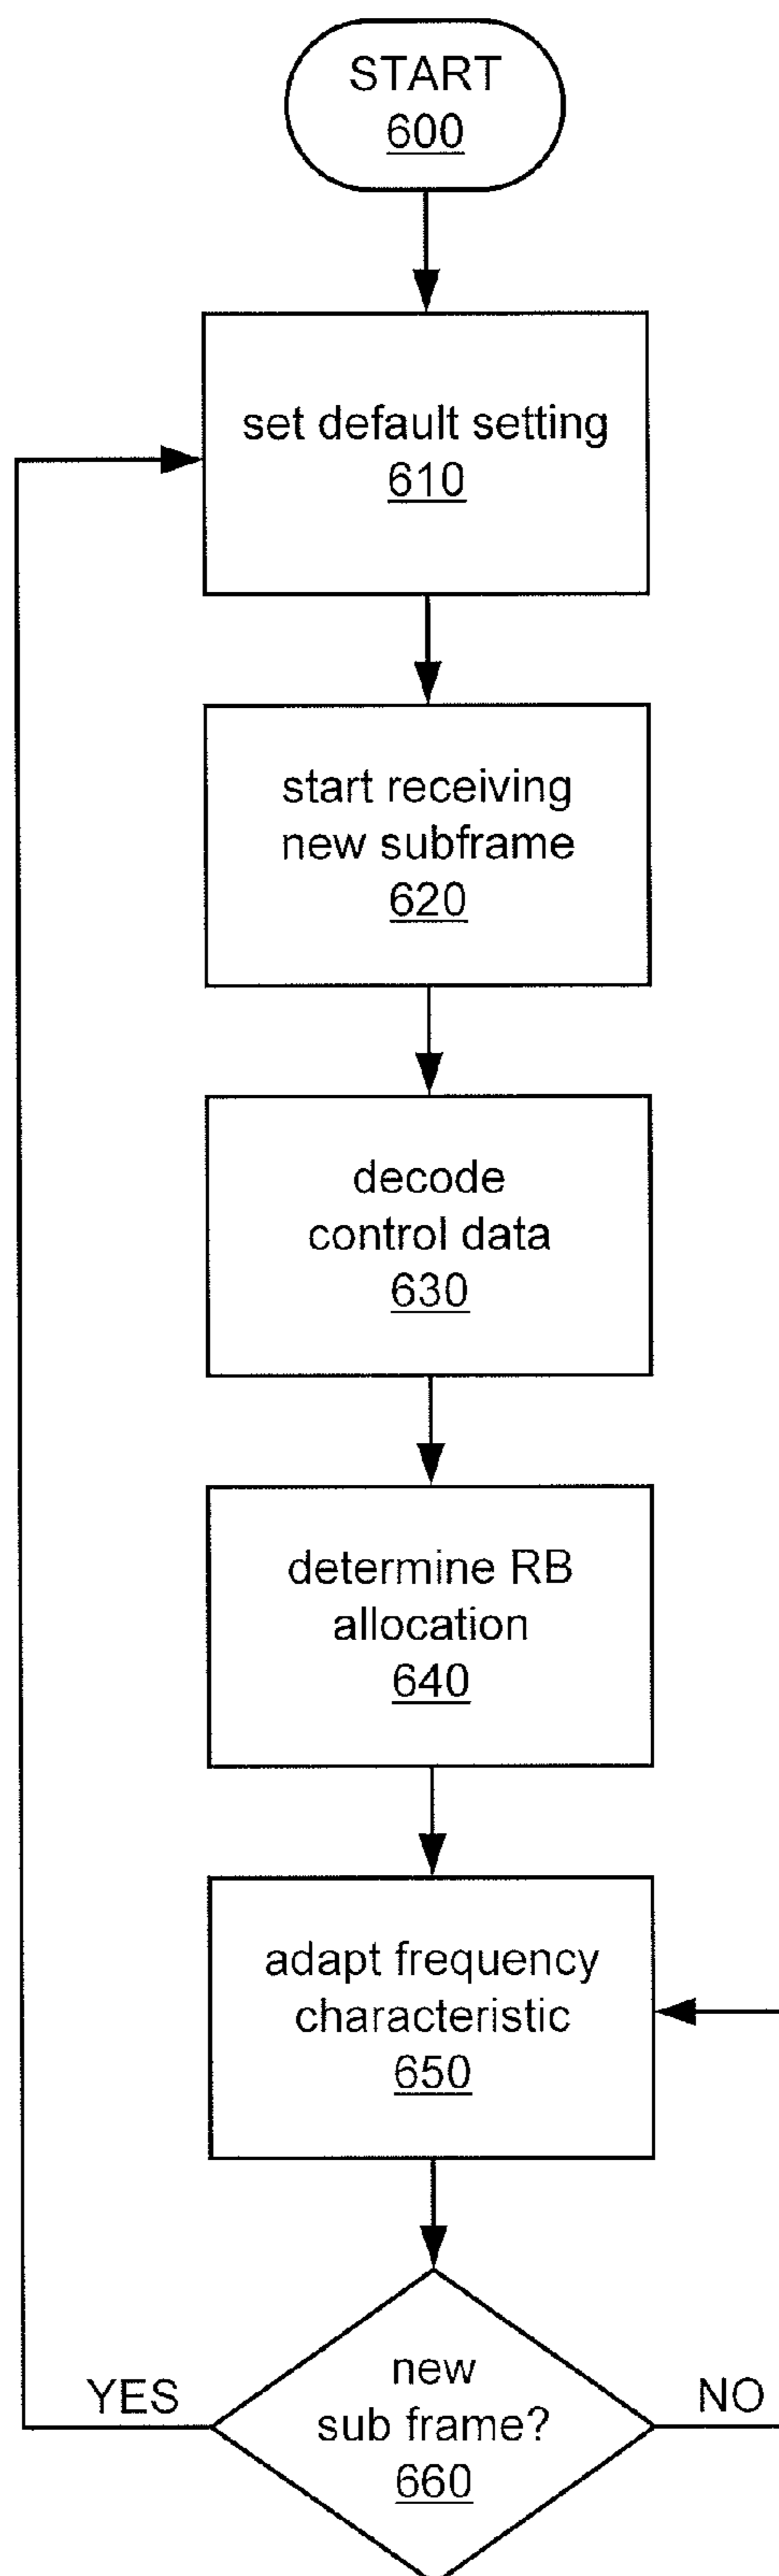 START
600
set default setting
610
start receiving
new subframe
620
decode
control data
630
determine RB
allocation
640
adapt frequency
characteristic
650
new
sub frame?
660
YES
NO